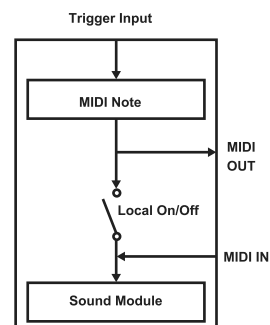 Trigger Input
MIDI Note
MIDI
OUT
Local On/Off
MIDI IN
Sound Module